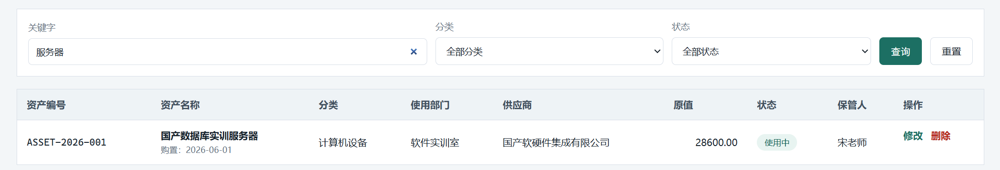 关键字 分类 状态
服务器 × 全部分类 全部状态 查询 重置
资产编号 资产名称 分类 使用部门 供应商 原值 状态 保管人 操作
ASSET-2026-001 国产数据库实训服务器 计算机设备 软件实训室 国产软硬件集成有限公司 28600.00 使用中 宋老师 修改 删除
购置：2026-06-01